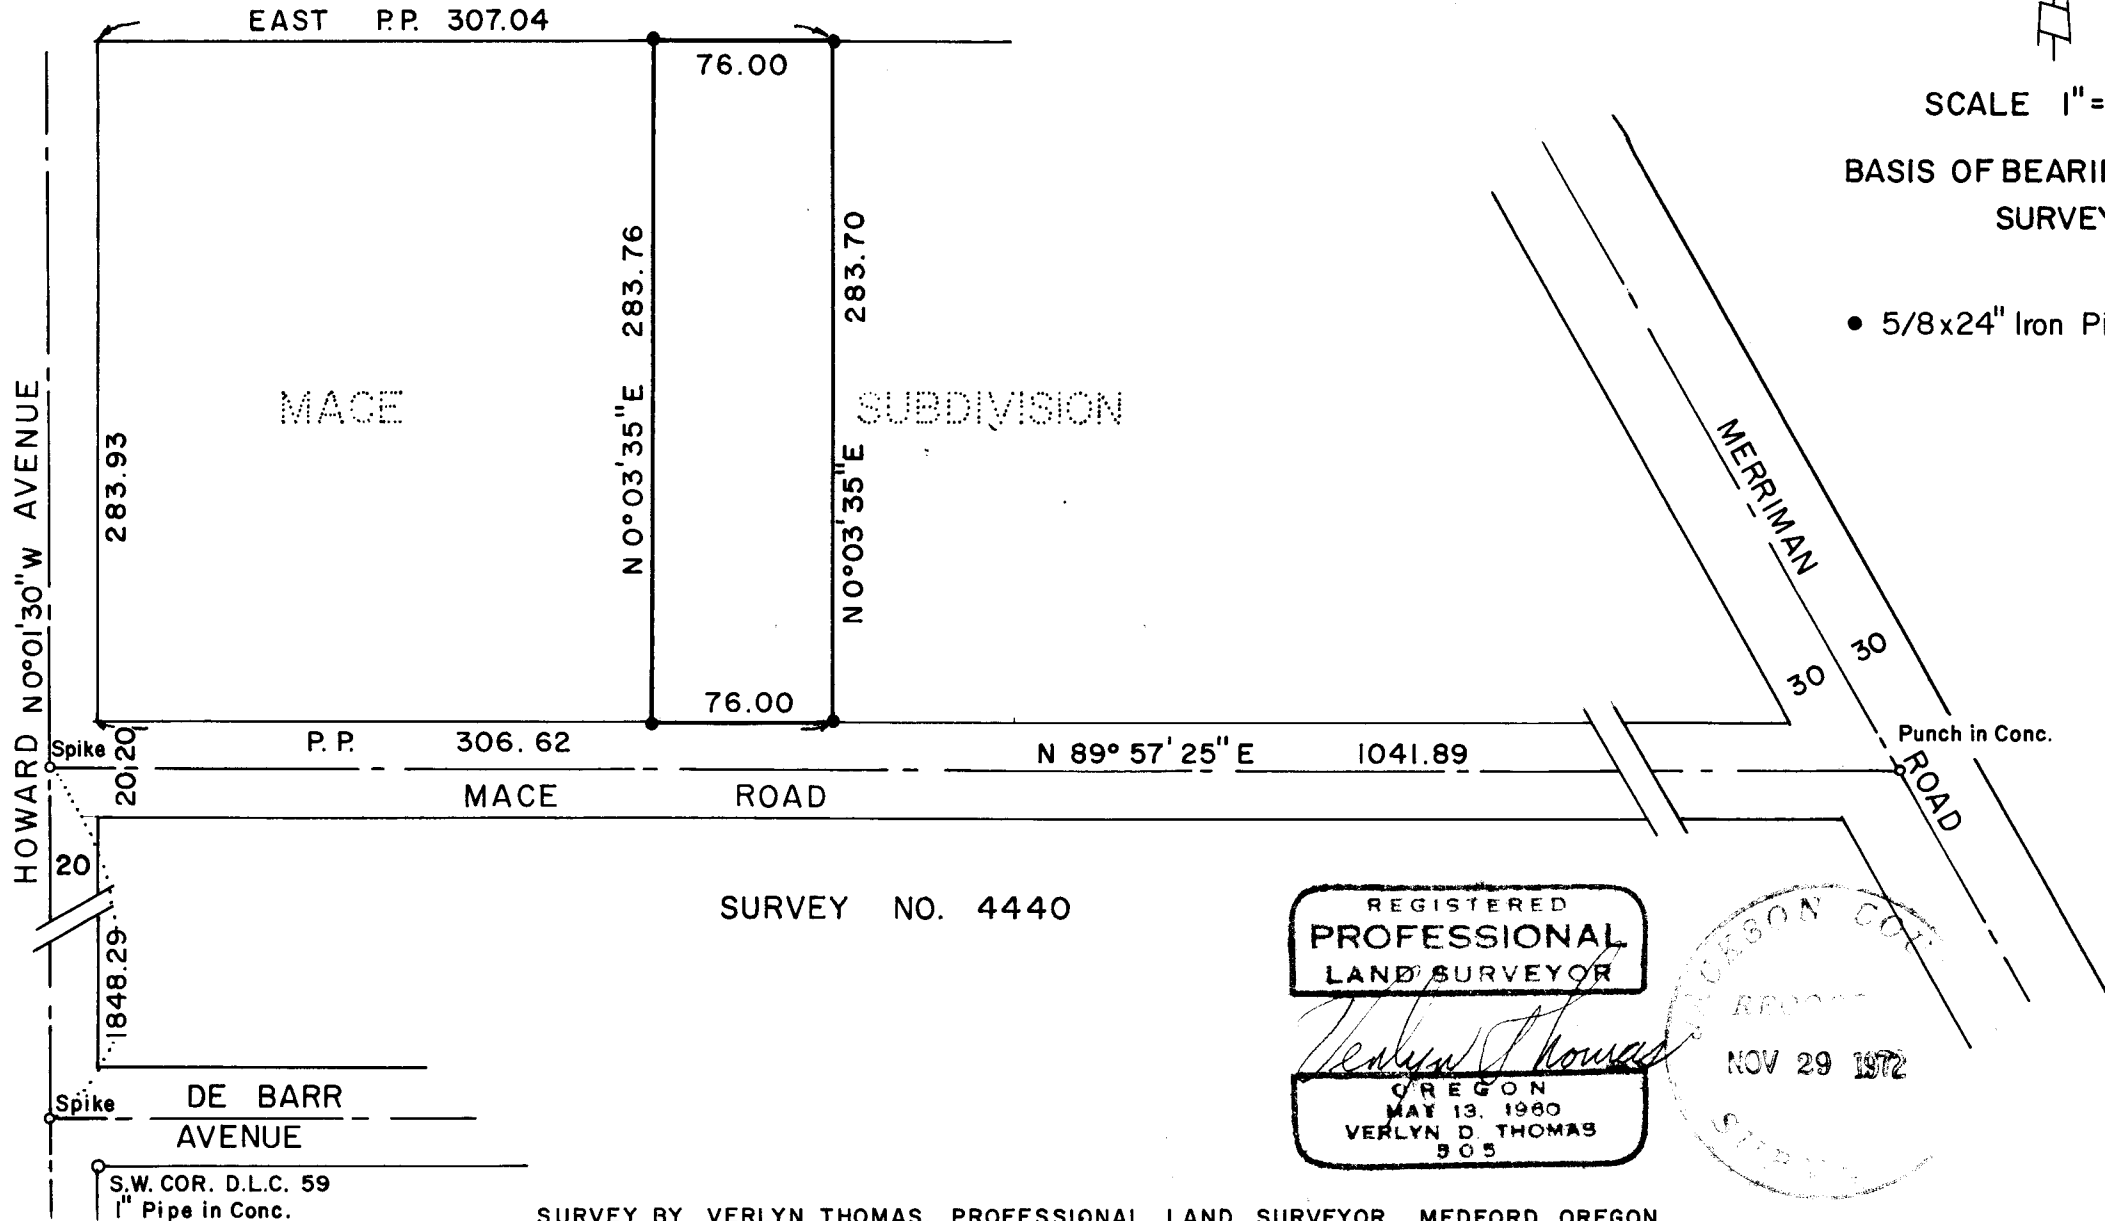 EAST P.P. 307.04
76.00
SCALE 1"=
BASIS OF
SURVEY
● 5/8x24" Iron
283.76
283.70
N 0°03'35"E
N 0°03'35"E
MACE SUBDIVISION
283.93
HOWARD N 0°01'30"W AVENUE
MERRIMAN ROAD
30
30
76.00
P.P. 306.62
Spike
20
20
N 89°57'25"E 1041.89
Punch in Conc.
MACE ROAD
20
1848.29
SURVEY NO. 4440
REGISTERED
PROFESSIONAL
LAND SURVEYOR
Verlyn D Thomas
OREGON
MAY 13, 1960
VERLYN D. THOMAS
505
NOV 29 1972
Spike
DE BARR
AVENUE
S.W. COR. D.L.C. 59
1" Pipe in Conc.
SURVEY BY VERLYN THOMAS PROFESSIONAL LAND SURVEYOR MEDFORD OREGON